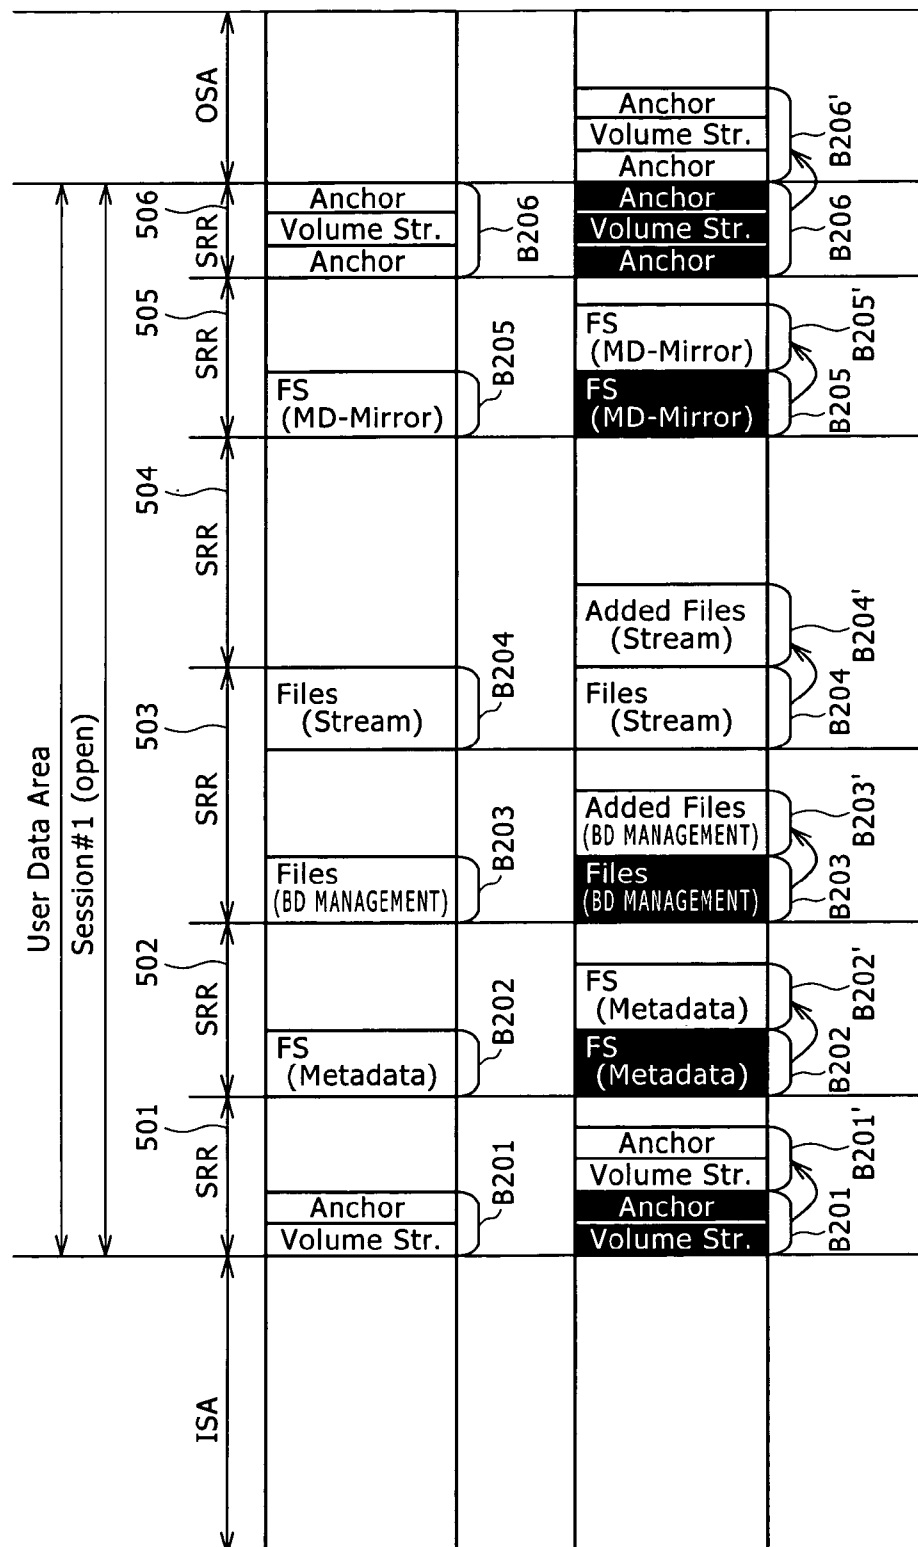 User Data Area
Session#1 (open)
OSA
506
SRR
505
SRR
504
SRR
503
SRR
502
SRR
501
SRR
ISA
Anchor
Volume Str.
Anchor
B206
FS
(MD-Mirror)
B205
Files
(Stream)
B204
Files
(BD MANAGEMENT)
B203
FS
(Metadata)
B202
Anchor
Volume Str.
B201
Anchor
Volume Str.
Anchor
B206'
Anchor
Volume Str.
Anchor
B206
FS
(MD-Mirror)
B205'
FS
(MD-Mirror)
B205
Added Files
(Stream)
B204'
Files
(Stream)
B204
Added Files
(BD MANAGEMENT)
B203'
Files
(BD MANAGEMENT)
B203
FS
(Metadata)
B202'
FS
(Metadata)
B202
Anchor
Volume Str.
B201'
Anchor
Volume Str.
B201